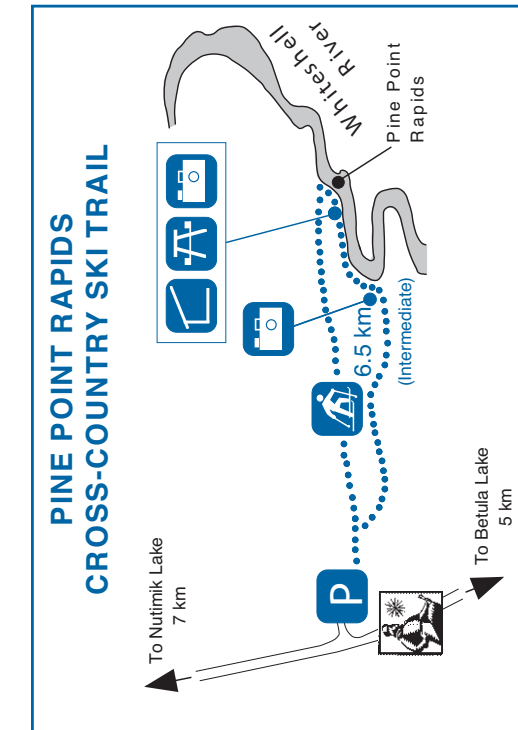 PINE POINT RAPIDS
CROSS-COUNTRY SKI TRAIL
To Nutimik Lake
7 km
P
To Betula Lake
5 km
6.5 km
(Intermediate)
Whiteshell
River
Pine Point
Rapids